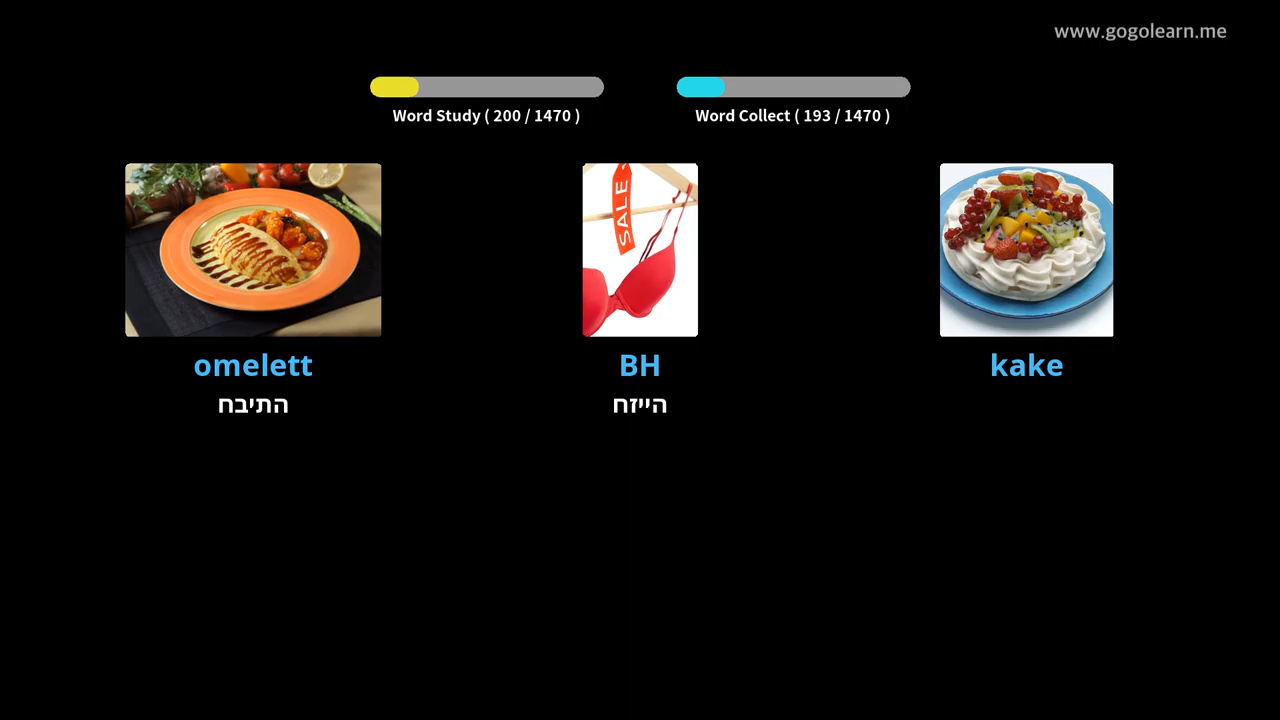 www.gogolearn.me
Word Study ( 200 / 1470 )
Word Collect ( 193 / 1470 )
SALE
omelett
BH
kake
התיבח
הייזח